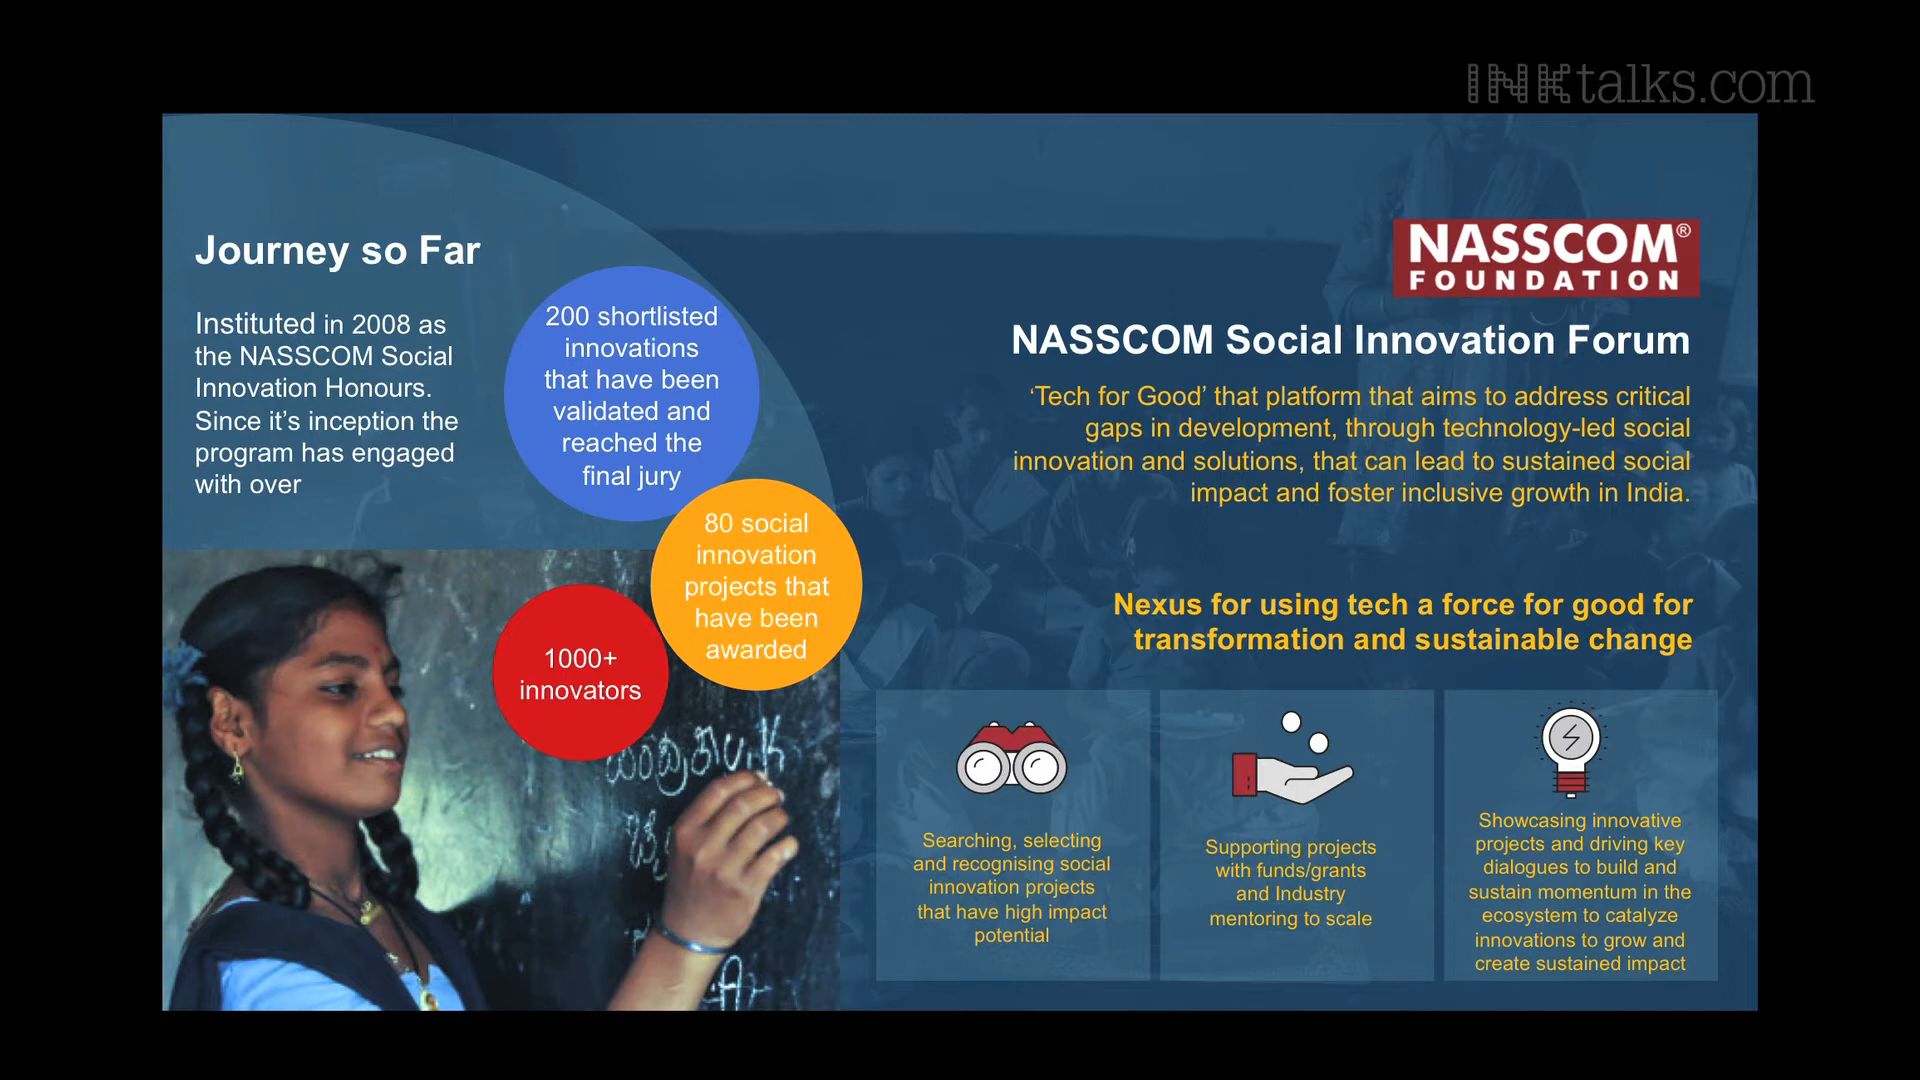 INKtalks.com
Journey so Far
Instituted in 2008 as
the NASSCOM Social
Innovation Honours.
Since it’s inception the
program has engaged
with over
200 shortlisted
innovations
that have been
validated and
reached the
final jury
80 social
innovation
projects that
have been
awarded
1000+
innovators
NASSCOM®
FOUNDATION
NASSCOM Social Innovation Forum
‘Tech for Good’ that platform that aims to address critical
gaps in development, through technology-led social
innovation and solutions, that can lead to sustained social
impact and foster inclusive growth in India.
Nexus for using tech a force for good for
transformation and sustainable change
Searching, selecting
and recognising social
innovation projects
that have high impact
potential
Supporting projects
with funds/grants
and Industry
mentoring to scale
Showcasing innovative
projects and driving key
dialogues to build and
sustain momentum in the
ecosystem to catalyze
innovations to grow and
create sustained impact